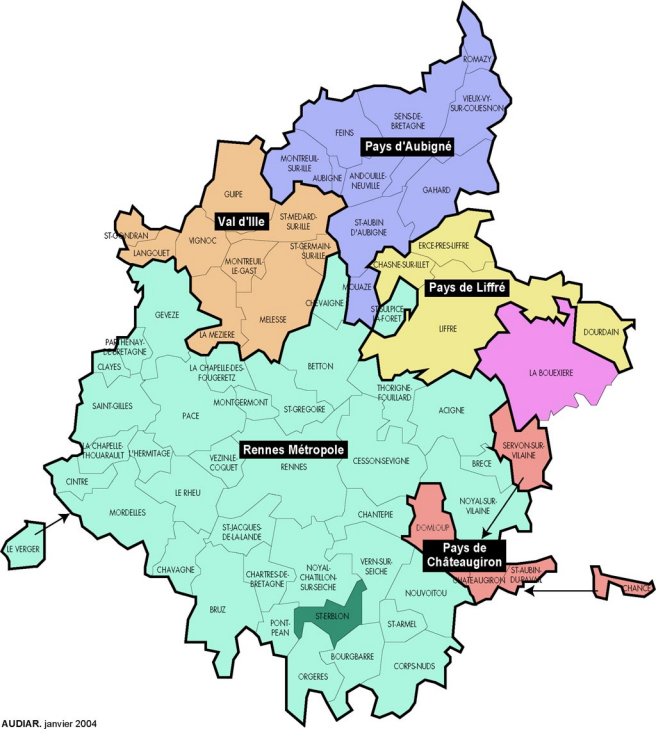 ROMAZY
VIEUX-VY-
SUR-COUESNON
SENS-DE-
BRETAGNE
FEINS
Pays d'Aubigné
MONTREUIL-
SUR-ILLE
AUBIGNE
ANDOUILLE-
NEUVILLE
GAHARD
GUIPE
Val d'Ille
ST-MEDARD-
SUR-ILLE
ST-AUBIN
D'AUBIGNE
ST-GONDRAN
VIGNOC
LANGOUET
ST-GERMAIN-
SUR-ILLE
ERCE-PRES-LIFFRE
MONTREUIL-
LE-GAST
CHASNE-SUR-ILLET
MOUAZE
Pays de Liffré
CHEVAIGNE
ST-SULPICE-
LA-FORET
GEVEZE
MELESSE
LIFFRE
DOURDAIN
LA MEZIERE
PARTHENAY-
DE-BRETAGNE
CLAYES
LA CHAPELLE-DES-
FOUGERETZ
BETTON
LA BOUEXIERE
THORIGNE-
FOUILLARD
SAINT-GILLES
PACE
MONTGERMONT
ST-GREGOIRE
ACIGNE
LA CHAPELLE-
THOUARAULT
L'HERMITAGE
Rennes Métropole
SERVON-SUR-
VILAINE
VEZIN-LE-
COQUET
RENNES
CESSON-SEVIGNE
BRECE
CINTRE
LE RHEU
NOYAL-SUR-
VILAINE
MORDELLES
CHANTEPIE
ST-JACQUES-
DE-LA-LANDE
DOMLOUP
LE VERGER
Pays de
Châteaugiron
CHAVAGNE
CHARTRES-DE-
BRETAGNE
NOYAL-
CHATILLON-
SUR-SEICHE
VERN-SUR-
SEICHE
CHATEAUGIRON
ST-AUBIN-
DU-PAVAIL
CHANCE
NOUVOITOU
BRUZ
PONT-
PEAN
ST-ERBLON
ST-ARMEL
BOURGBARRE
CORPS-NUDS
ORGERES
AUDIAR. janvier 2004